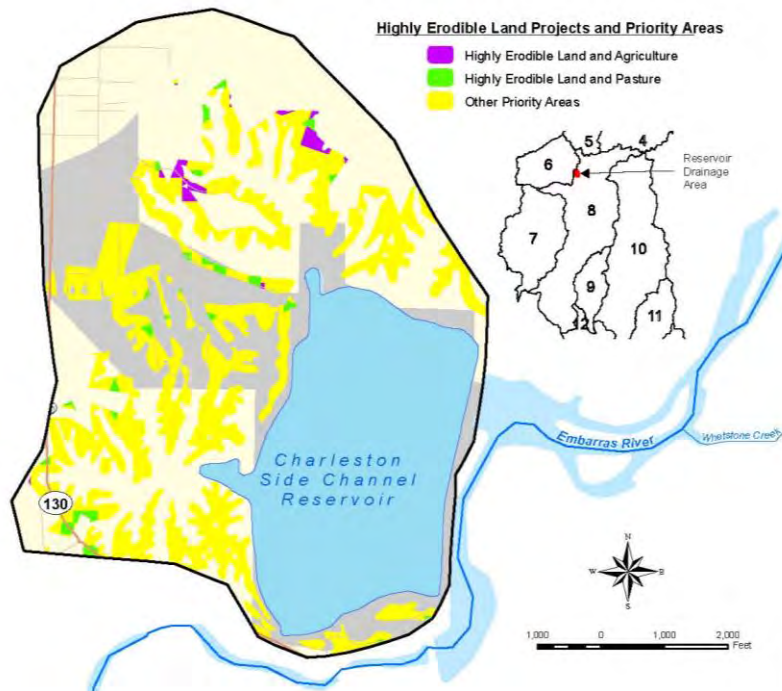 Highly Erodible Land Projects and Priority Areas
Highly Erodible Land and Agriculture
Highly Erodible Land and Pasture
Other Priority Areas
5
4
6
Reservoir
Drainage
Area
8
7
10
9
11
12
Embarras River
Whetstone Creek
Charleston
Side Channel
Reservoir
130
N
W
E
S
1,000
0
1,000
2,000
Feet